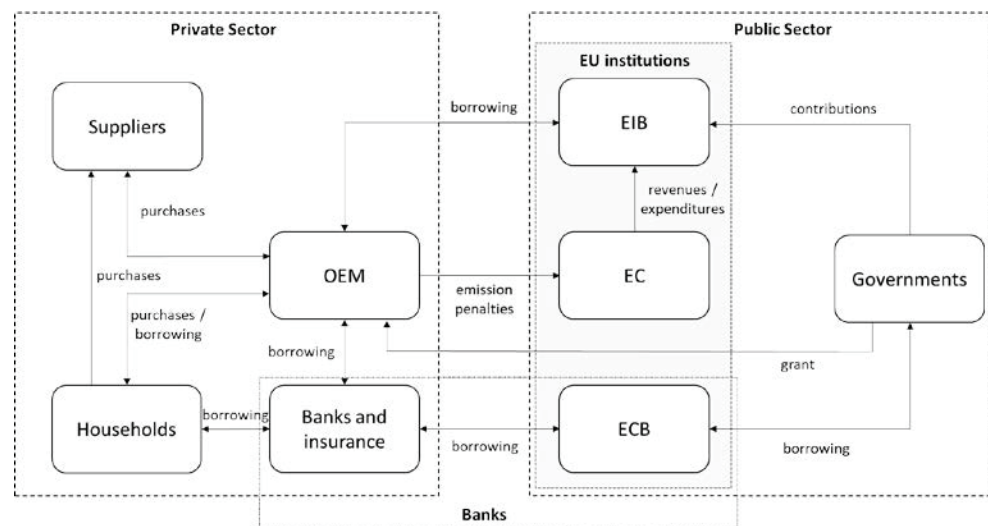 Private Sector
Public Sector
EU institutions
Suppliers
borrowing
EIB
contributions
purchases
revenues /
expenditures
purchases
OEM
emission
penalties
EC
Governments
purchases /
borrowing
borrowing
grant
Households
borrowing
Banks and
insurance
borrowing
ECB
borrowing
Banks